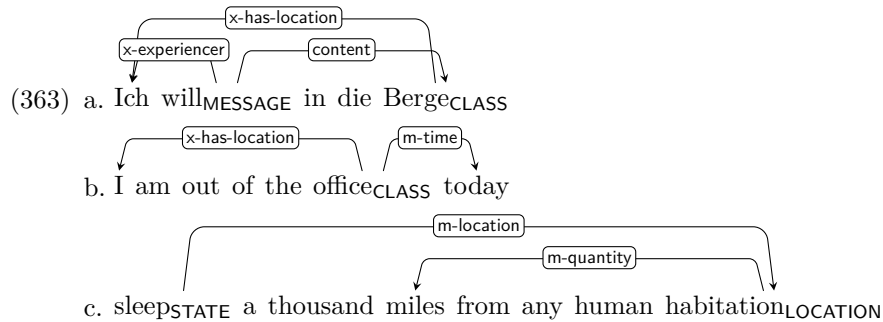 x-has-location
x-experiencer content
(363) a. Ich willMESSAGE in die BergeCLASS
x-has-location m-time
b. I am out of the officeCLASS today
m-location
m-quantity
c. sleepSTATE a thousand miles from any human habitationLOCATION